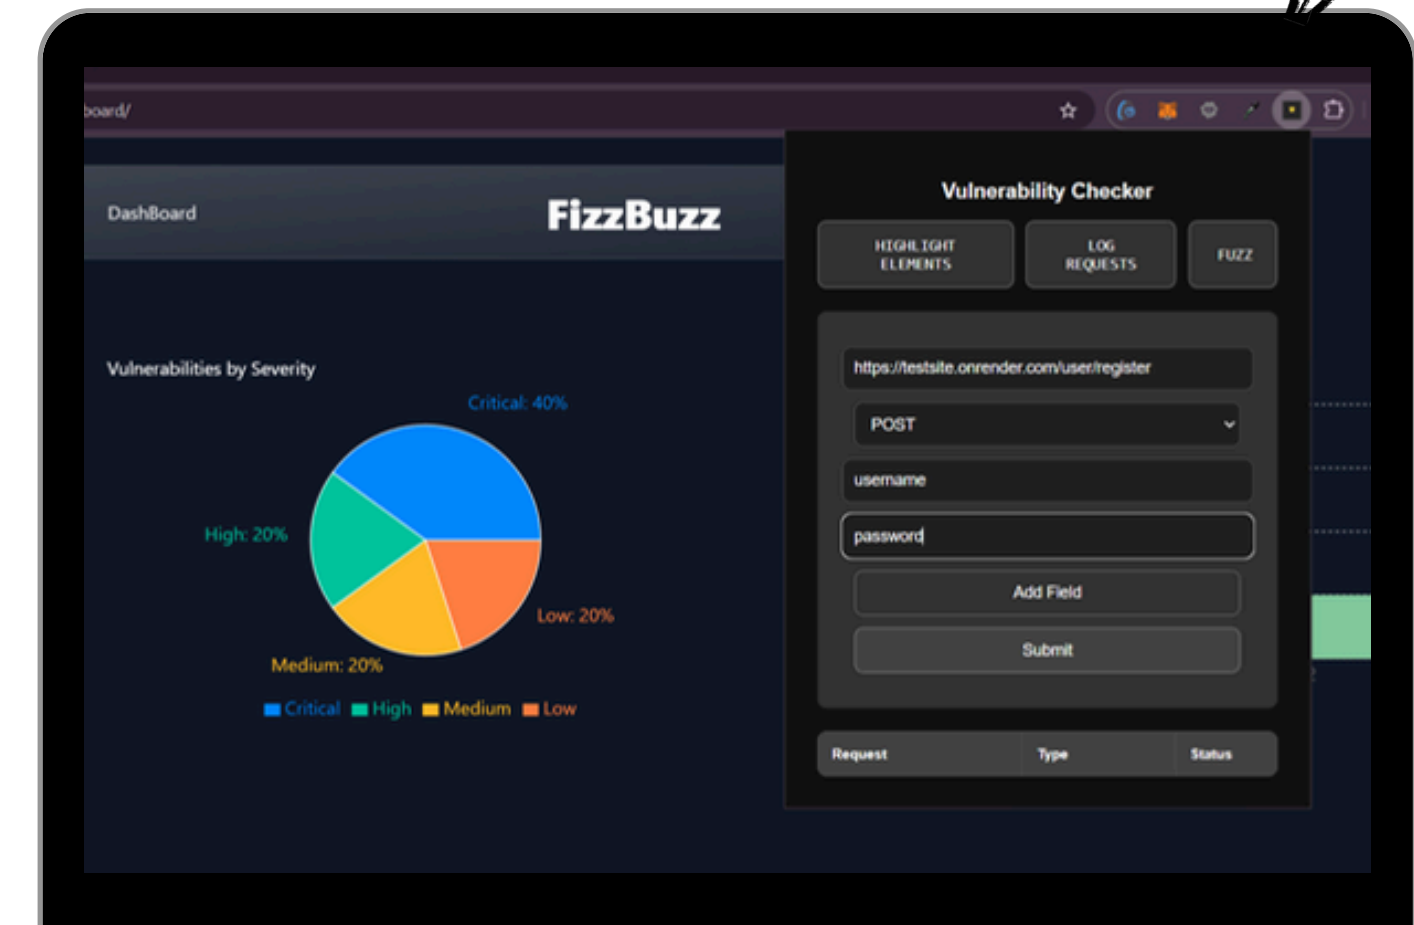 board/
DashBoard
FizzBuzz
Vulnerabilities by Severity
Critical: 40%
High: 20%
Low: 20%
Medium: 20%
Critical High Medium Low
Vulnerability Checker
HIGHLIGHT
ELEMENTS
LOG
REQUESTS
FUZZ
https://testsite.onrender.com/user/register
POST
username
password
Add Field
Submit
Request Type Status